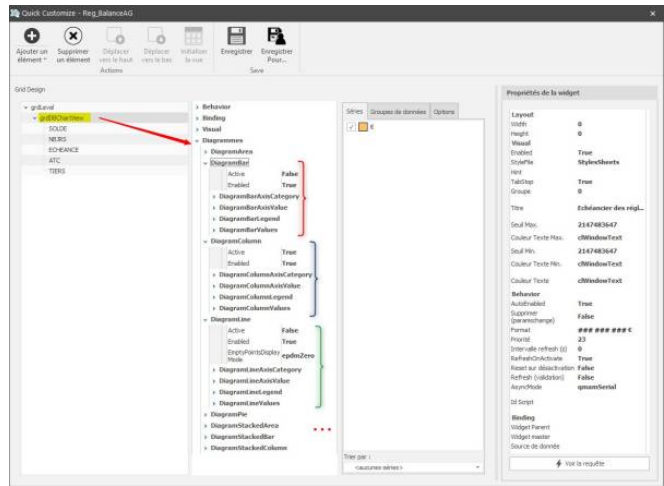 Quick Customize - Reg_BalanceAG
Ajouter un élément
Supprimer un élément
Déplacer vers le haut
Déplacer vers le bas
Initialiser la vue
Enregistrer
Enregistrer Pour...
Actions
Save
Grid Design
grdLevel
grdDBChartView
SOLDE
NBJRS
ECHEANCE
ATC
TIERS
Behavior
Binding
Visual
Diagrammes
DiagramArea
DiagramBar
Active False
Enabled True
DiagramBarAxisCategory
DiagramBarAxisValue
DiagramBarLegend
DiagramBarValues
DiagramColumn
Active True
Enabled True
DiagramColumnAxisCategory
DiagramColumnAxisValue
DiagramColumnLegend
DiagramColumnValues
DiagramLine
Active False
Enabled True
EmptyPointsDisplay Mode epdmZero
DiagramLineAxisCategory
DiagramLineAxisValue
DiagramLineLegend
DiagramLineValues
DiagramPie
DiagramStackedArea
DiagramStackedBar
DiagramStackedColumn
Séries Groupes de données Options
€
Trier par :
<aucunes séries>
Propriétés de la widget
Layout
Width 0
Height 0
Visual
Enabled True
StyleFile StylesSheets
Hint
TabStop True
Groupe 0
Titre Echéancier des régl...
Seuil Max. 2147483647
Couleur Texte Max. clWindowText
Seuil Min. 2147483647
Couleur Texte Min. clWindowText
Couleur Texte clWindowText
Behavior
AutoEnabled True
Supprimer (paramschange) False
Format ### ### ### €
Priorité 23
Intervalle refresh (s) 0
RefreshOnActivate True
Reset sur désactivation False
Refresh (validation) False
AsyncMode qmamSerial
Id Script
Binding
Widget Parent
Widget master
Source de donnée
Voir la requête